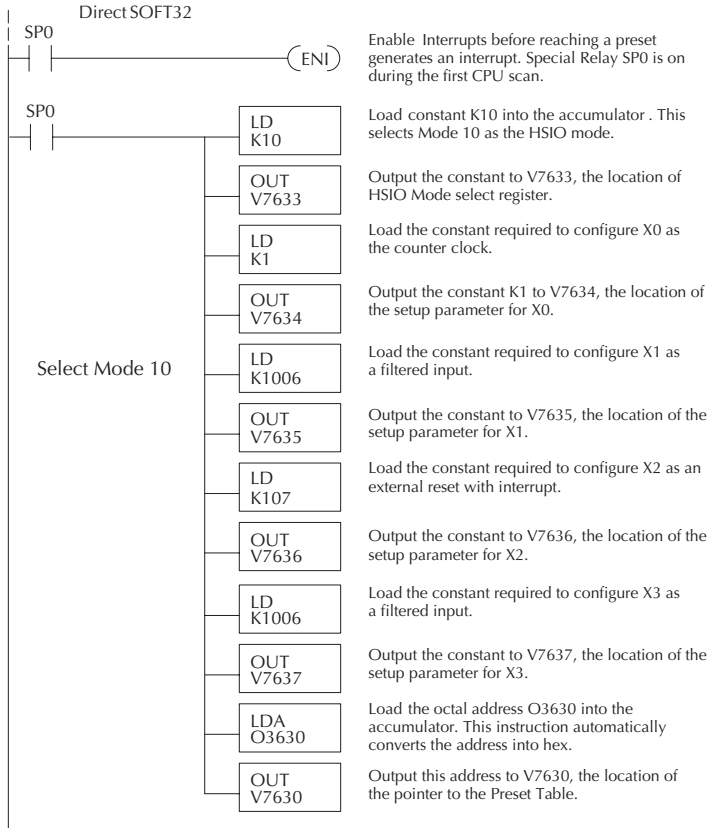 Direct SOFT32
SP0
(ENI)
Enable Interrupts before reaching a preset
generates an interrupt. Special Relay SP0 is on
during the first CPU scan.
SP0
LD
K10
Load constant K10 into the accumulator . This
selects Mode 10 as the HSIO mode.
OUT
V7633
Output the constant to V7633, the location of
HSIO Mode select register.
LD
K1
Load the constant required to configure X0 as
the counter clock.
OUT
V7634
Output the constant K1 to V7634, the location of
the setup parameter for X0.
Select Mode 10
LD
K1006
Load the constant required to configure X1 as
a filtered input.
OUT
V7635
Output the constant to V7635, the location of the
setup parameter for X1.
LD
K107
Load the constant required to configure X2 as an
external reset with interrupt.
OUT
V7636
Output the constant to V7636, the location of the
setup parameter for X2.
LD
K1006
Load the constant required to configure X3 as
a filtered input.
OUT
V7637
Output the constant to V7637, the location of the
setup parameter for X3.
LDA
O3630
Load the octal address O3630 into the
accumulator. This instruction automatically
converts the address into hex.
OUT
V7630
Output this address to V7630, the location of
the pointer to the Preset Table.